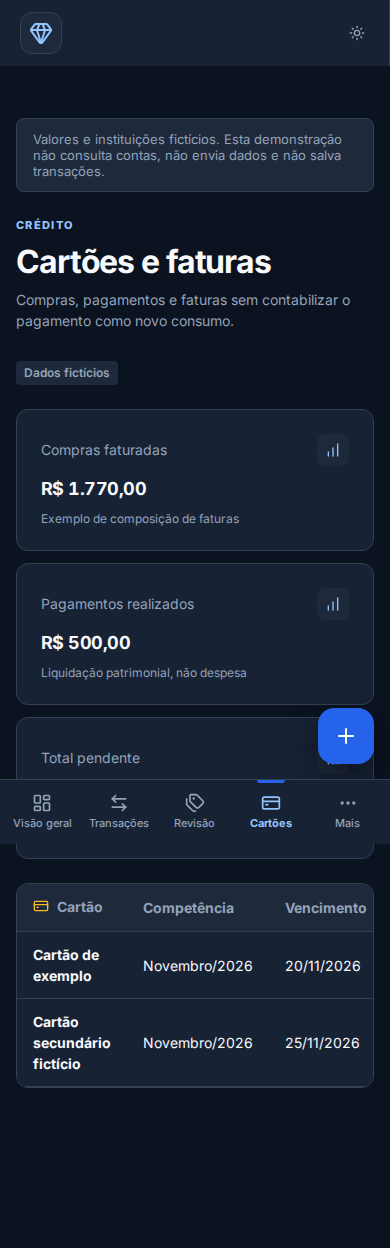 Valores e instituições fictícios. Esta demonstração
não consulta contas, não envia dados e não salva
transações.
CRÉDITO
Cartões e faturas
Compras, pagamentos e faturas sem contabilizar o
pagamento como novo consumo.
Dados fictícios
Compras faturadas
R$ 1.770,00
Exemplo de composição de faturas
Pagamentos realizados
R$ 500,00
Liquidação patrimonial, não despesa
Total pendente
Visão geral Transações Revisão Cartões Mais
Cartão Competência Vencimento
Cartão de
exemplo
Novembro/2026 20/11/2026
Cartão
secundário
fictício
Novembro/2026 25/11/2026